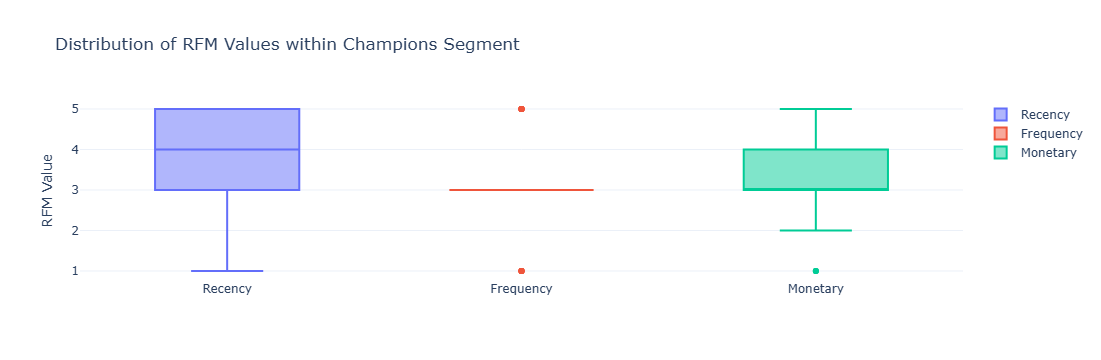 Distribution of RFM Values within Champions Segment
RFM Value
5
4
3
2
1
Recency
Frequency
Monetary
Recency
Frequency
Monetary